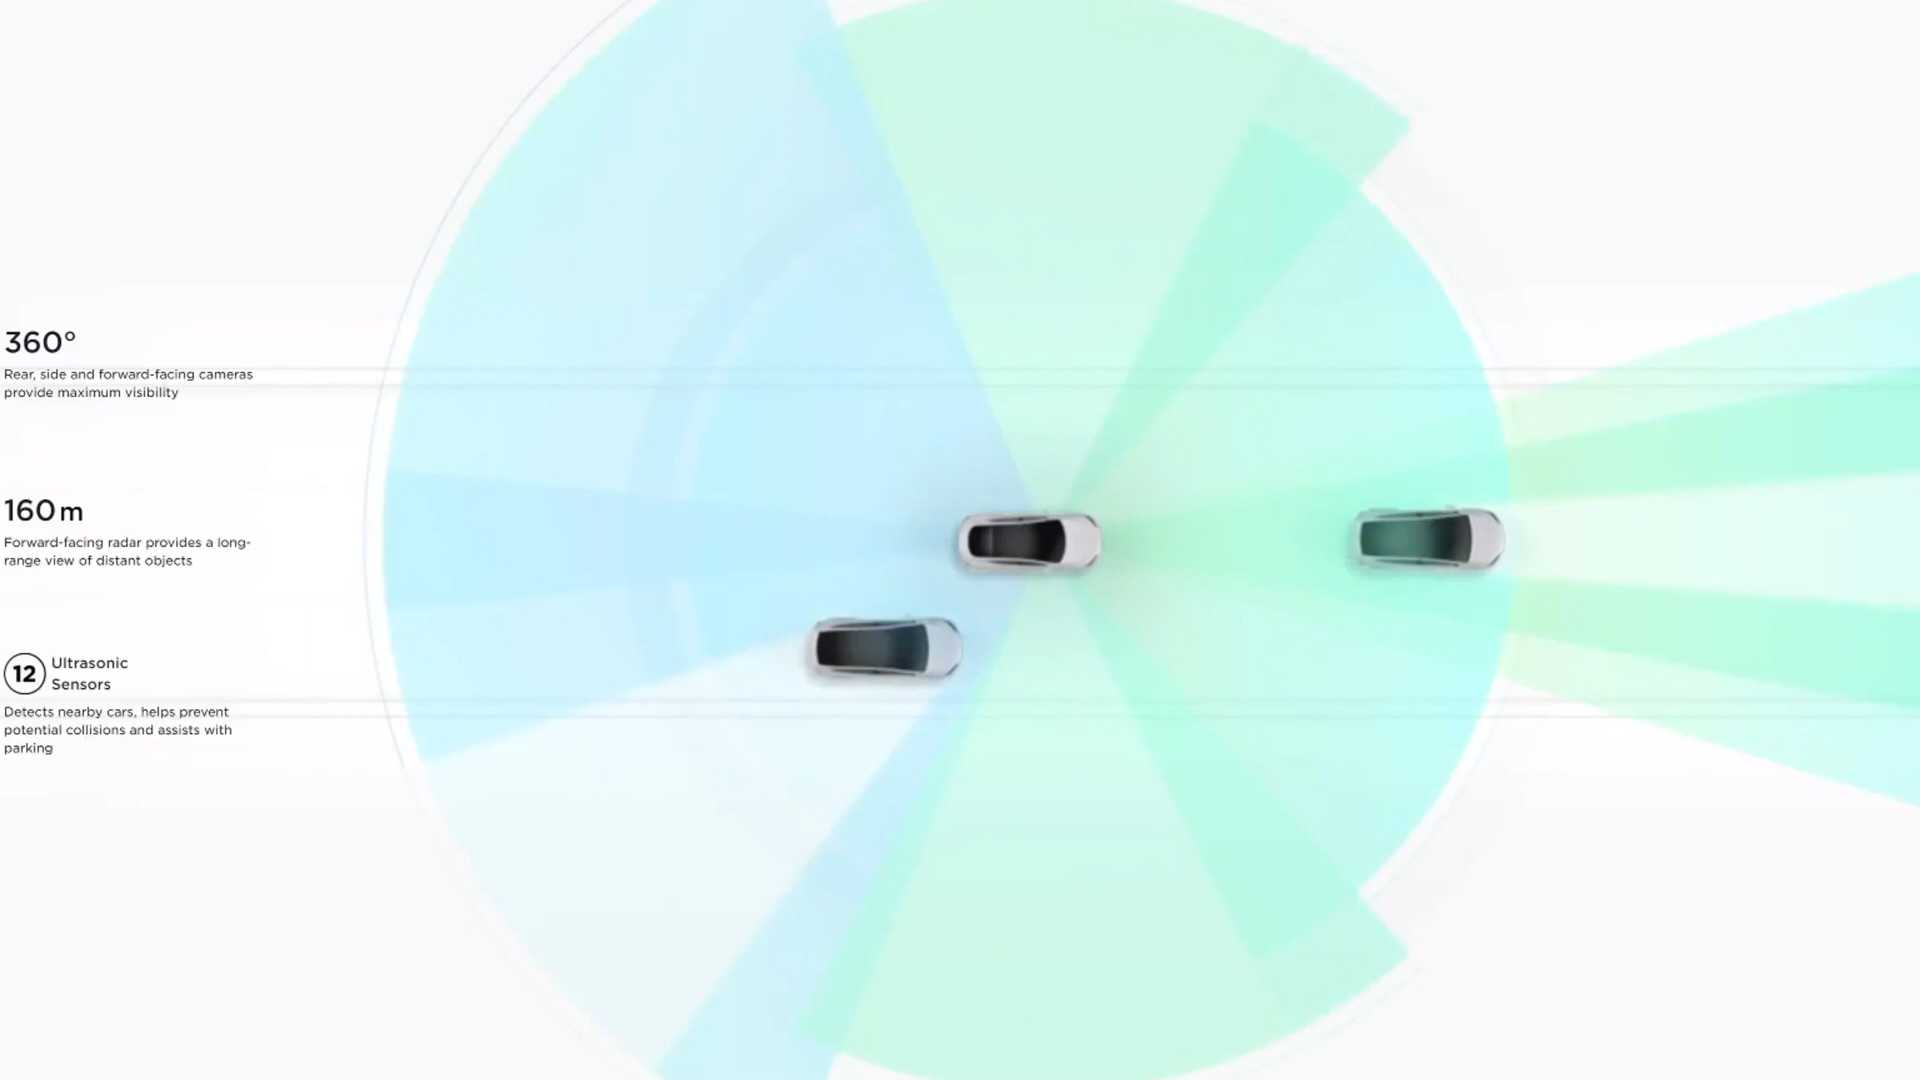 360°
Rear, side and forward-facing cameras
provide maximum visibility
160 m
Forward-facing radar provides a long-
range view of distant objects
12 Ultrasonic
Sensors
Detects nearby cars, helps prevent
potential collisions and assists with
parking